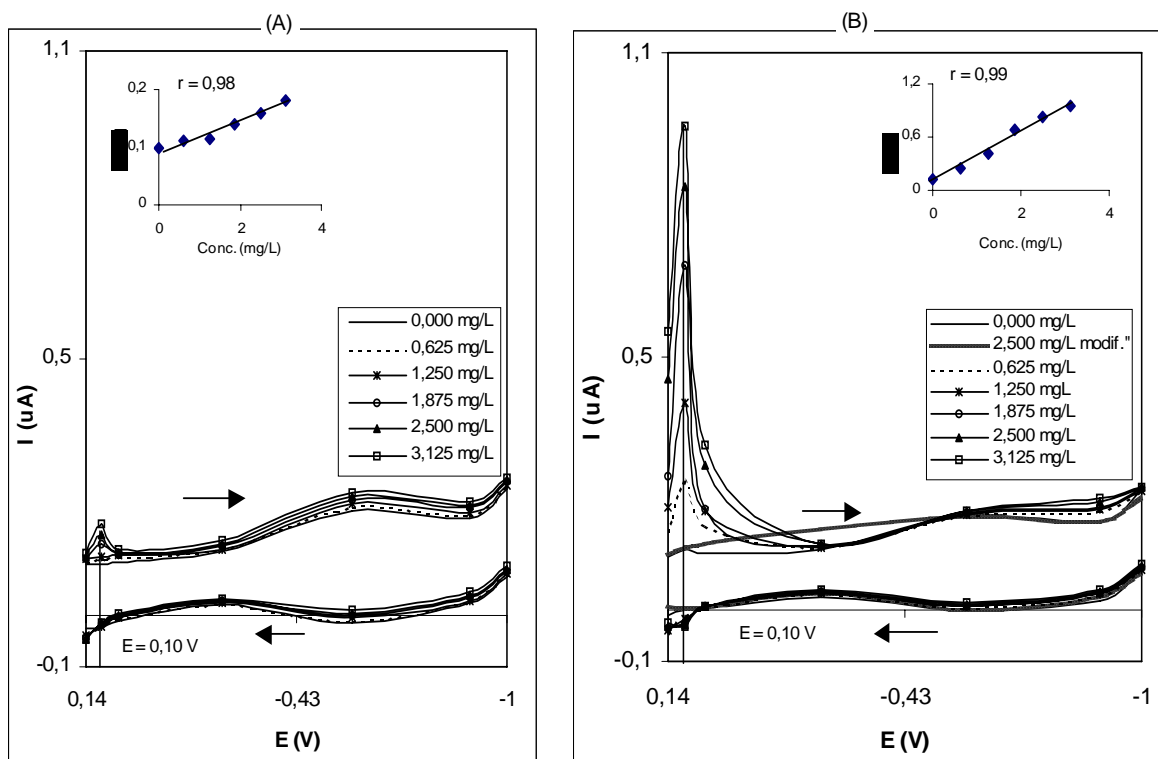 (A)
1,1
0,5
-0,1
I (uA)
r = 0,98
0,2
0,1
0
0
2
4
Conc. (mg/L)
0,000 mg/L
0,625 mg/L
1,250 mg/L
1,875 mg/L
2,500 mg/L
3,125 mg/L
E = 0,10 V
0,14
-0,43
-1
E (V)
(B)
1,1
0,5
-0,1
I (uA)
r = 0,99
1,2
0,6
0
0
2
4
Conc. (mg/L)
0,000 mg/L
2,500 mg/L modif."
0,625 mg/L
1,250 mgL
1,875 mg/L
2,500 mg/L
3,125 mg/L
E = 0,10 V
0,14
-0,43
-1
E (V)